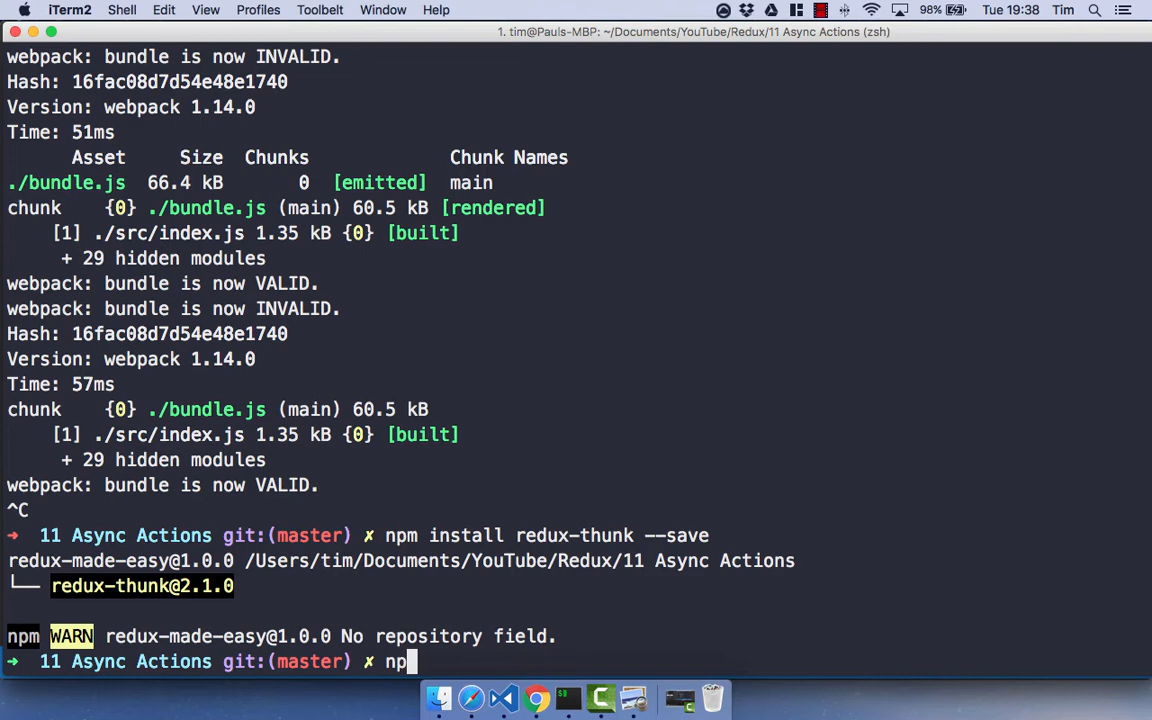 iTerm2 Shell Edit View Profiles Toolbelt Window Help 98% Tue 19:38 Tim
1. tim@Pauls-MBP: ~/Documents/YouTube/Redux/11 Async Actions (zsh)
webpack: bundle is now INVALID.
Hash: 16fac08d7d54e48e1740
Version: webpack 1.14.0
Time: 51ms
Asset Size Chunks Chunk Names
./bundle.js 66.4 kB 0 [emitted] main
chunk {0} ./bundle.js (main) 60.5 kB [rendered]
[1] ./src/index.js 1.35 kB {0} [built]
+ 29 hidden modules
webpack: bundle is now VALID.
webpack: bundle is now INVALID.
Hash: 16fac08d7d54e48e1740
Version: webpack 1.14.0
Time: 57ms
chunk {0} ./bundle.js (main) 60.5 kB
[1] ./src/index.js 1.35 kB {0} [built]
+ 29 hidden modules
webpack: bundle is now VALID.
^C
➜ 11 Async Actions git:(master) ✗ npm install redux-thunk --save
redux-made-easy@1.0.0 /Users/tim/Documents/YouTube/Redux/11 Async Actions
└── redux-thunk@2.1.0
npm WARN redux-made-easy@1.0.0 No repository field.
➜ 11 Async Actions git:(master) ✗ np